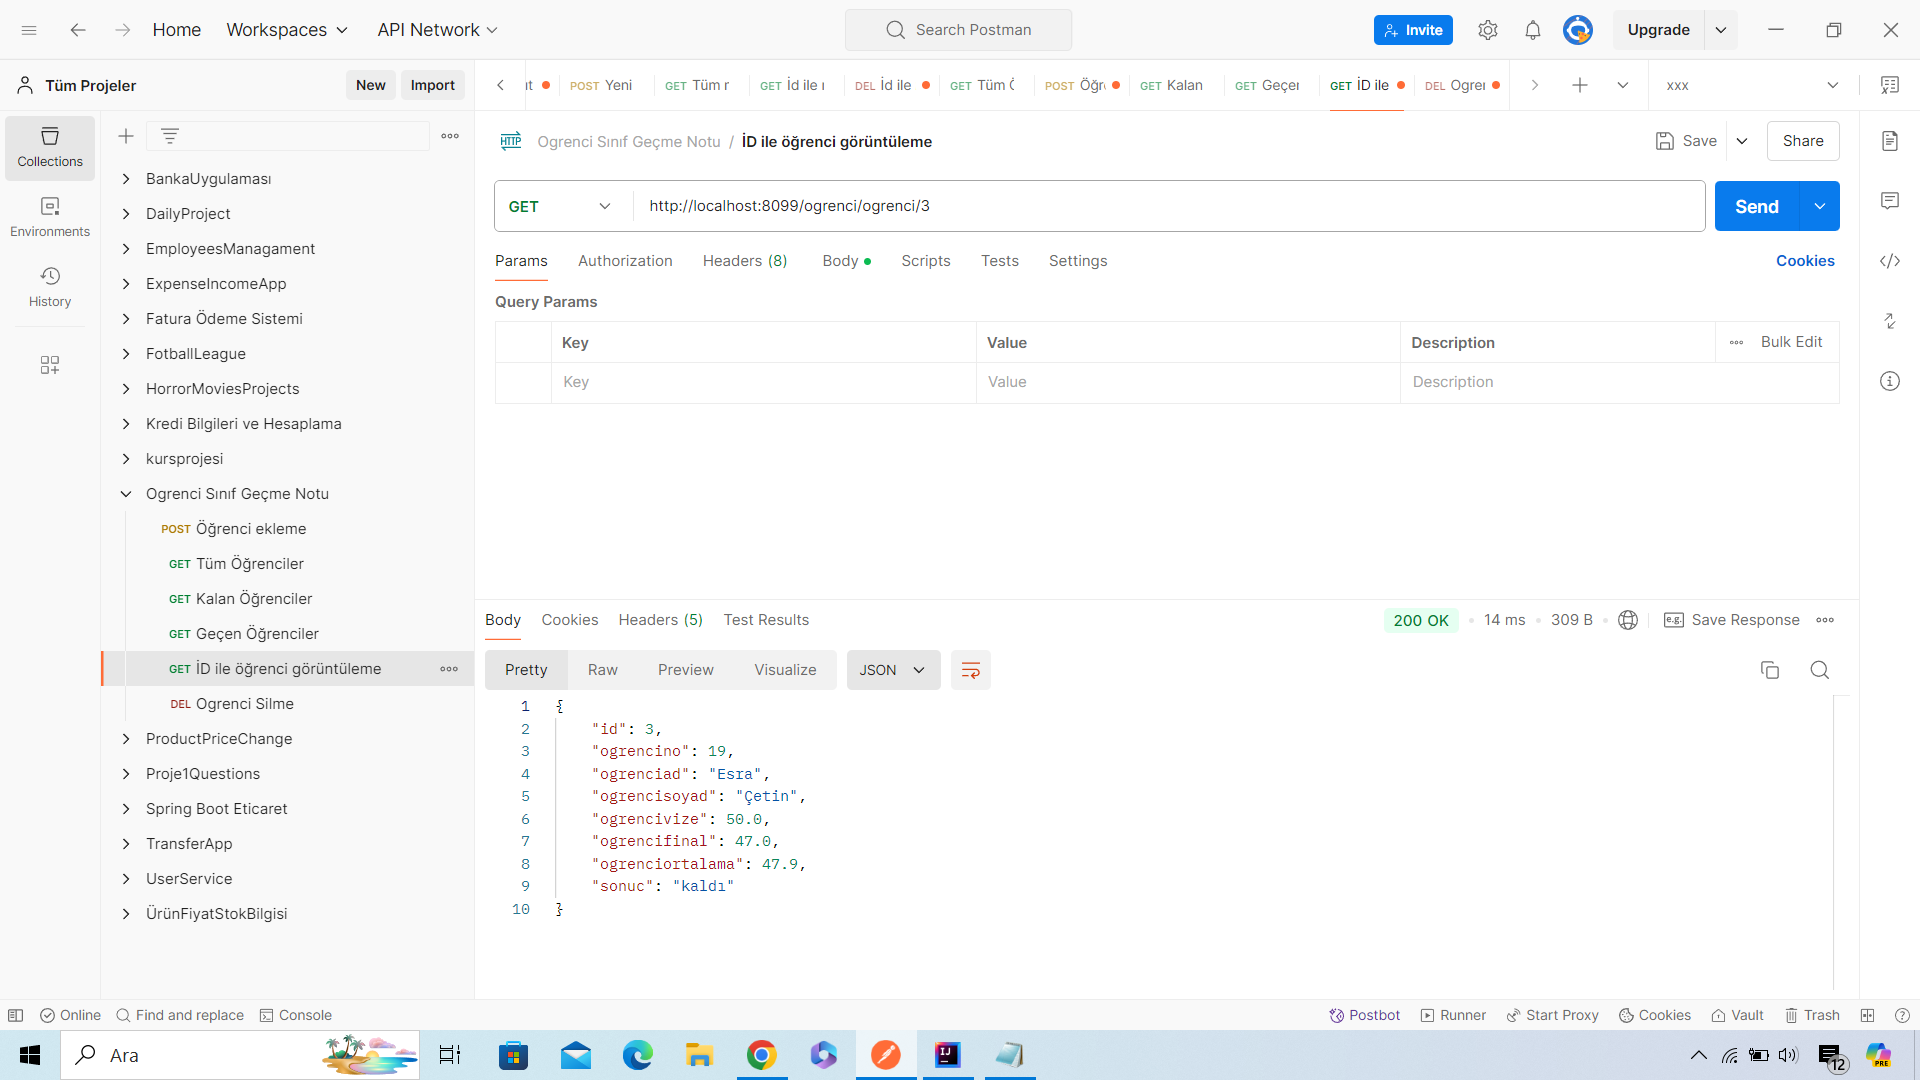 Home Workspaces API Network Search Postman Invite Upgrade
Tüm Projeler New Import
POST Yeni GET Tüm r GET İd ile DEL İd ile GET Tüm POST Öğr GET Kalan GET Geçer GET İD ile DEL Ogrer xxx
Collections
Environments
History
BankaUygulaması
DailyProject
EmployeesManagament
ExpenseIncomeApp
Fatura Ödeme Sistemi
FotballLeague
HorrorMoviesProjects
Kredi Bilgileri ve Hesaplama
kursprojesi
Ogrenci Sınıf Geçme Notu
POST Öğrenci ekleme
GET Tüm Öğrenciler
GET Kalan Öğrenciler
GET Geçen Öğrenciler
GET İD ile öğrenci görüntüleme
DEL Ogrenci Silme
ProductPriceChange
Proje1Questions
Spring Boot Eticaret
TransferApp
UserService
ÜrünFiyatStokBilgisi
HTTP Ogrenci Sınıf Geçme Notu / İD ile öğrenci görüntüleme Save Share
GET http://localhost:8099/ogrenci/ogrenci/3 Send
Params Authorization Headers (8) Body Scripts Tests Settings Cookies
Query Params
Key Value Description Bulk Edit
Key Value Description
Body Cookies Headers (5) Test Results 200 OK 14 ms 309 B e.g. Save Response
Pretty Raw Preview Visualize JSON
1 {
2 "id": 3,
3 "ogrencino": 19,
4 "ogrenciad": "Esra",
5 "ogrencisoyad": "Çetin",
6 "ogrencivize": 50.0,
7 "ogrencifinal": 47.0,
8 "ogrenciortalama": 47.9,
9 "sonuc": "kaldı"
10 }
Online Find and replace Console Postbot Runner Start Proxy Cookies Vault Trash
Ara IJ 12 PRE